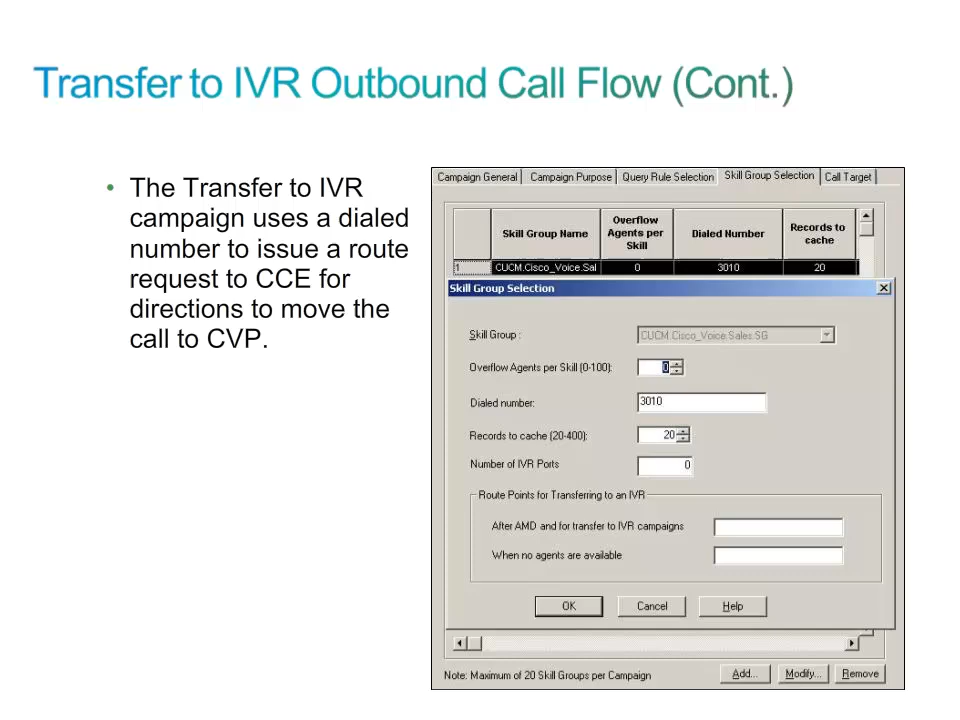 Transfer to IVR Outbound Call Flow (Cont.)
• The Transfer to IVR
campaign uses a dialed
number to issue a route
request to CCE for
directions to move the
call to CVP.
Campaign General Campaign Purpose Query Rule Selection Skill Group Selection Call Target
Skill Group Name Overflow Agents per Skill Dialed Number Records to cache
1 CUCM.Cisco_Voice.Sal 0 3010 20
Skill Group Selection
Skill Group : CUCM.Cisco_Voice.Sales.SG
Overflow Agents per Skill (0-100): 0
Dialed number: 3010
Records to cache (20-400): 20
Number of IVR Ports 0
Route Points for Transferring to an IVR
After AMD and for transfer to IVR campaigns
When no agents are available
OK Cancel Help
Note: Maximum of 20 Skill Groups per Campaign Add... Modify... Remove